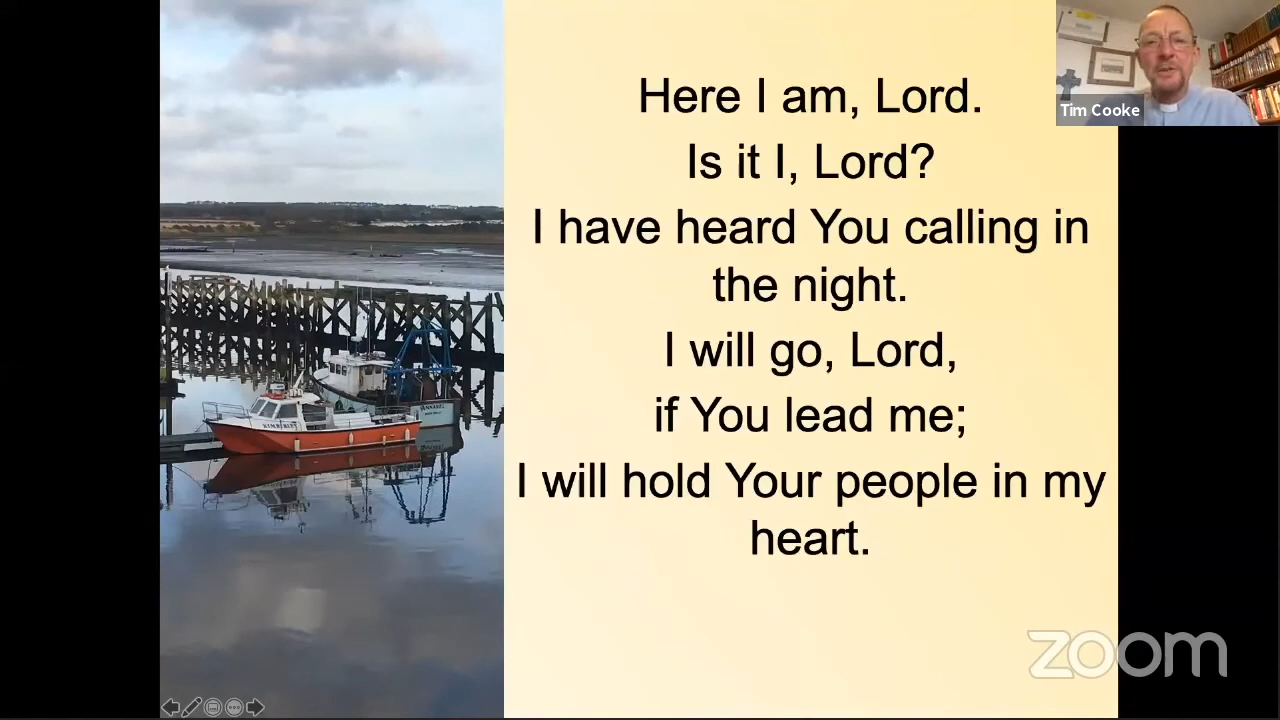 Here I am, Lord.
Is it I, Lord?
I have heard You calling in
the night.
I will go, Lord,
if You lead me;
I will hold Your people in my
heart.
Tim Cooke
zoom